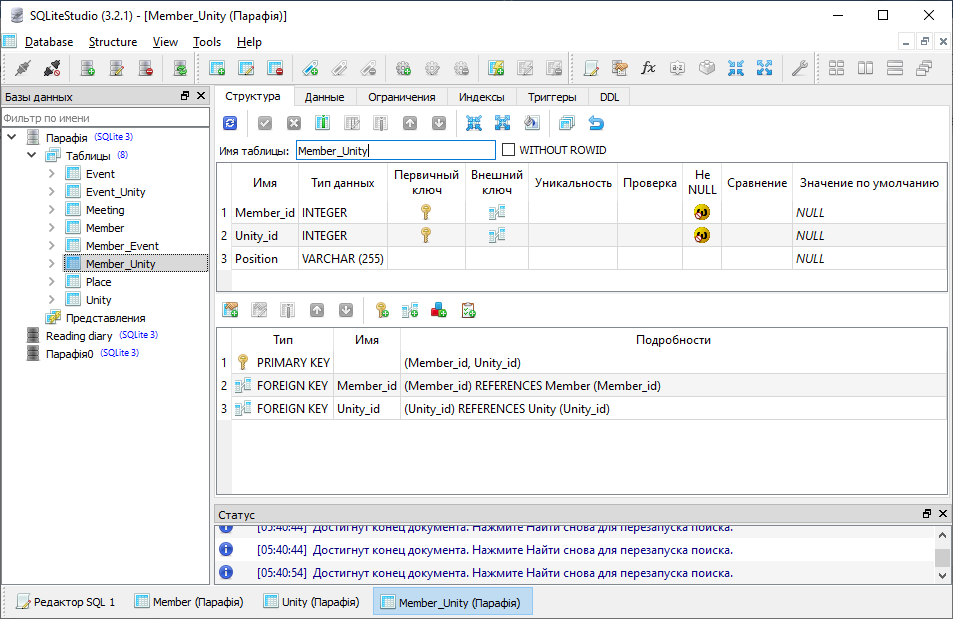 SQLiteStudio (3.2.1) - [Member_Unity (Парафія)]
Database Structure View Tools Help
Базы данных
Фильтр по имени
Парафія (SQLite 3)
Таблицы (8)
Event
Event_Unity
Meeting
Member
Member_Event
Member_Unity
Place
Unity
Представления
Reading diary (SQLite 3)
Парафія0 (SQLite 3)
Структура Данные Ограничения Индексы Триггеры DDL
Имя таблицы: Member_Unity WITHOUT ROWID
Имя Тип данных Первичный ключ Внешний ключ Уникальность Проверка Не NULL Сравнение Значение по умолчанию
1 Member_id INTEGER NULL
2 Unity_id INTEGER NULL
3 Position VARCHAR (255) NULL
Тип Имя Подробности
1 PRIMARY KEY (Member_id, Unity_id)
2 FOREIGN KEY Member_id (Member_id) REFERENCES Member (Member_id)
3 FOREIGN KEY Unity_id (Unity_id) REFERENCES Unity (Unity_id)
Статус
[05:40:44] Достигнут конец документа. Нажмите Найти снова для перезапуска поиска.
[05:40:44] Достигнут конец документа. Нажмите Найти снова для перезапуска поиска.
[05:40:54] Достигнут конец документа. Нажмите Найти снова для перезапуска поиска.
Редактор SQL 1 Member (Парафія) Unity (Парафія) Member_Unity (Парафія)